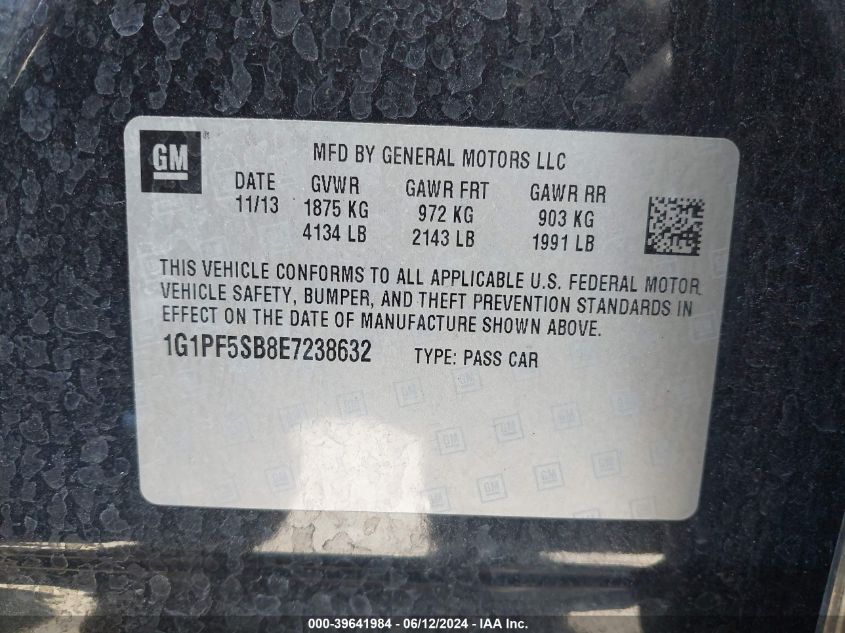 GM
MFD BY GENERAL MOTORS LLC
DATE GVWR GAWR FRT GAWR RR
11/13 1875 KG 972 KG 903 KG
4134 LB 2143 LB 1991 LB
THIS VEHICLE CONFORMS TO ALL APPLICABLE U.S. FEDERAL MOTOR
VEHICLE SAFETY, BUMPER, AND THEFT PREVENTION STANDARDS IN
EFFECT ON THE DATE OF MANUFACTURE SHOWN ABOVE.
1G1PF5SB8E7238632 TYPE: PASS CAR
000-39641984 / 06/12/2024 - IAA Inc.